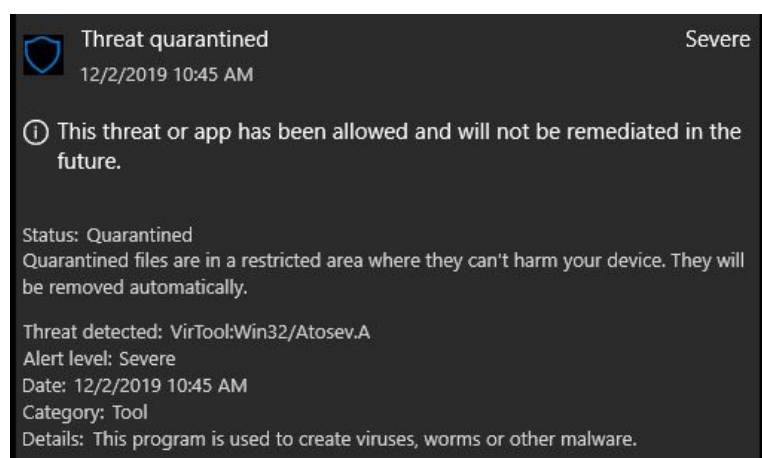 Threat quarantined
Severe
12/2/2019 10:45 AM
This threat or app has been allowed and will not be remediated in the
future.
Status: Quarantined
Quarantined files are in a restricted area where they can't harm your device. They will
be removed automatically.
Threat detected: VirTool:Win32/Atosev.A
Alert level: Severe
Date: 12/2/2019 10:45 AM
Category: Tool
Details: This program is used to create viruses, worms or other malware.